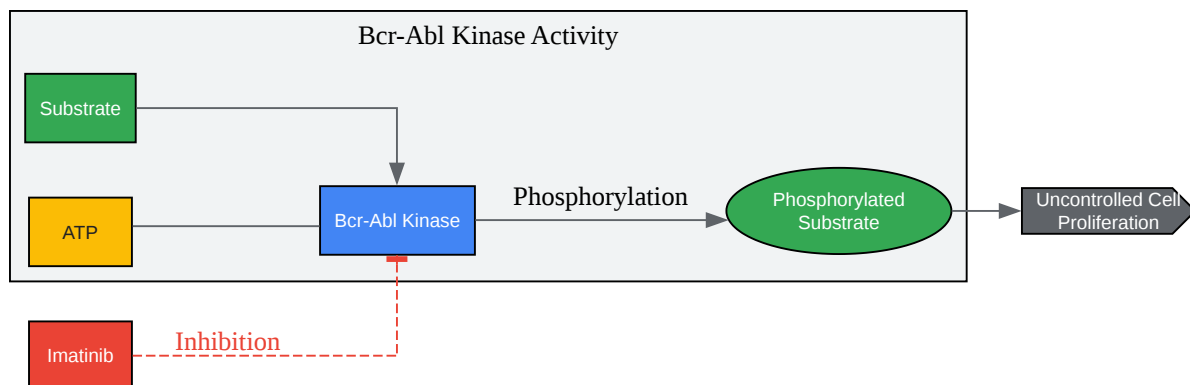 Bcr-Abl Kinase Activity
Substrate
ATP
Bcr-Abl Kinase
Phosphorylation
Phosphorylated
Substrate
Uncontrolled Cell
Proliferation
Imatinib
Inhibition